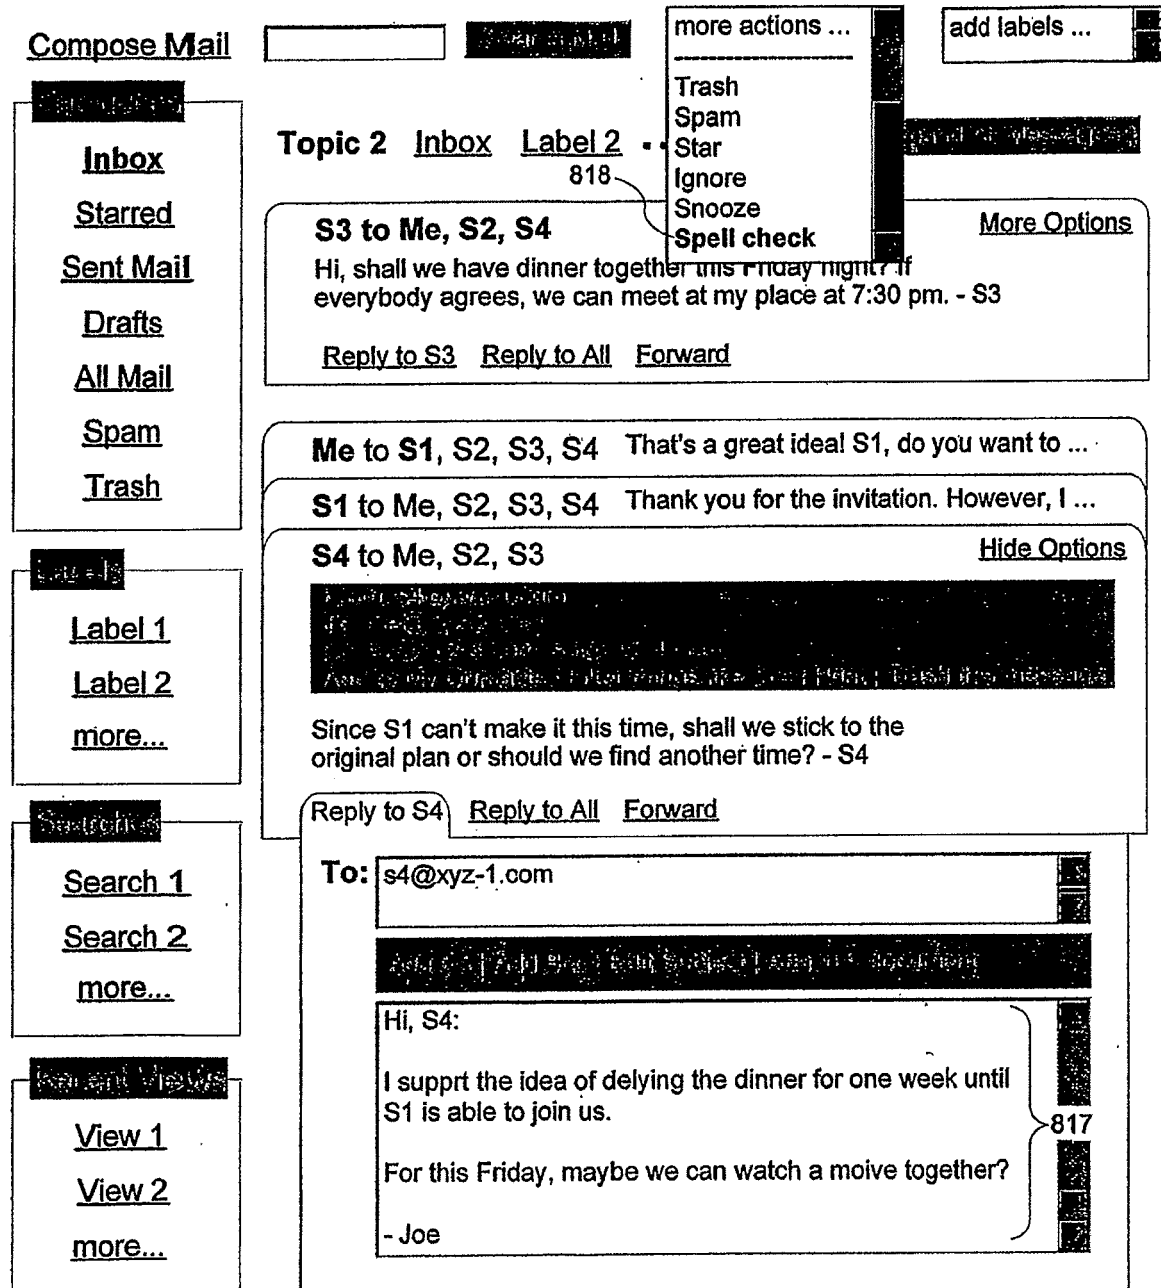 Compose Mail
more actions ...
add labels ...
Trash
Spam
Star
Ignore
Snooze
Spell check
Inbox
Starred
Sent Mail
Drafts
All Mail
Spam
Trash
Labels
Label 1
Label 2
more...
Searches
Search 1
Search 2
more...
Recent Views
View 1
View 2
more...
Topic 2 Inbox Label 2
818
S3 to Me, S2, S4
More Options
Hi, shall we have dinner together this Friday night? If
everybody agrees, we can meet at my place at 7:30 pm. - S3
Reply to S3 Reply to All Forward
Me to S1, S2, S3, S4 That's a great idea! S1, do you want to ...
S1 to Me, S2, S3, S4 Thank you for the invitation. However, I ...
S4 to Me, S2, S3
Hide Options
Since S1 can't make it this time, shall we stick to the
original plan or should we find another time? - S4
Reply to S4 Reply to All Forward
To: s4@xyz-1.com
Hi, S4:
I supprt the idea of delying the dinner for one week until
S1 is able to join us.
817
For this Friday, maybe we can watch a moive together?
- Joe